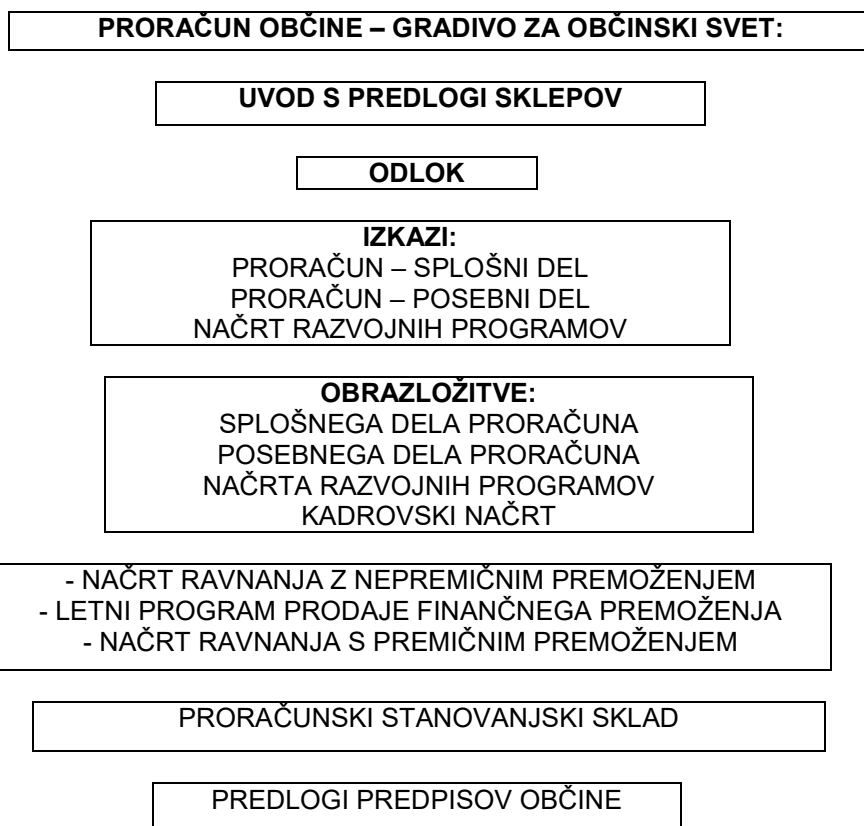 PRORAČUN OBČINE – GRADIVO ZA OBČINSKI SVET:
UVOD S PREDLOGI SKLEPOV
ODLOK
IZKAZI:
PRORAČUN – SPLOŠNI DEL
PRORAČUN – POSEBNI DEL
NAČRT RAZVOJNIH PROGRAMOV
OBRAZLOŽITVE:
SPLOŠNEGA DELA PRORAČUNA
POSEBNEGA DELA PRORAČUNA
NAČRTA RAZVOJNIH PROGRAMOV
KADROVSKI NAČRT
- NAČRT RAVNANJA Z NEPREMIČNIM PREMOŽENJEM
- LETNI PROGRAM PRODAJE FINANČNEGA PREMOŽENJA
- NAČRT RAVNANJA S PREMIČNIM PREMOŽENJEM
PRORAČUNSKI STANOVANJSKI SKLAD
PREDLOGI PREDPISOV OBČINE